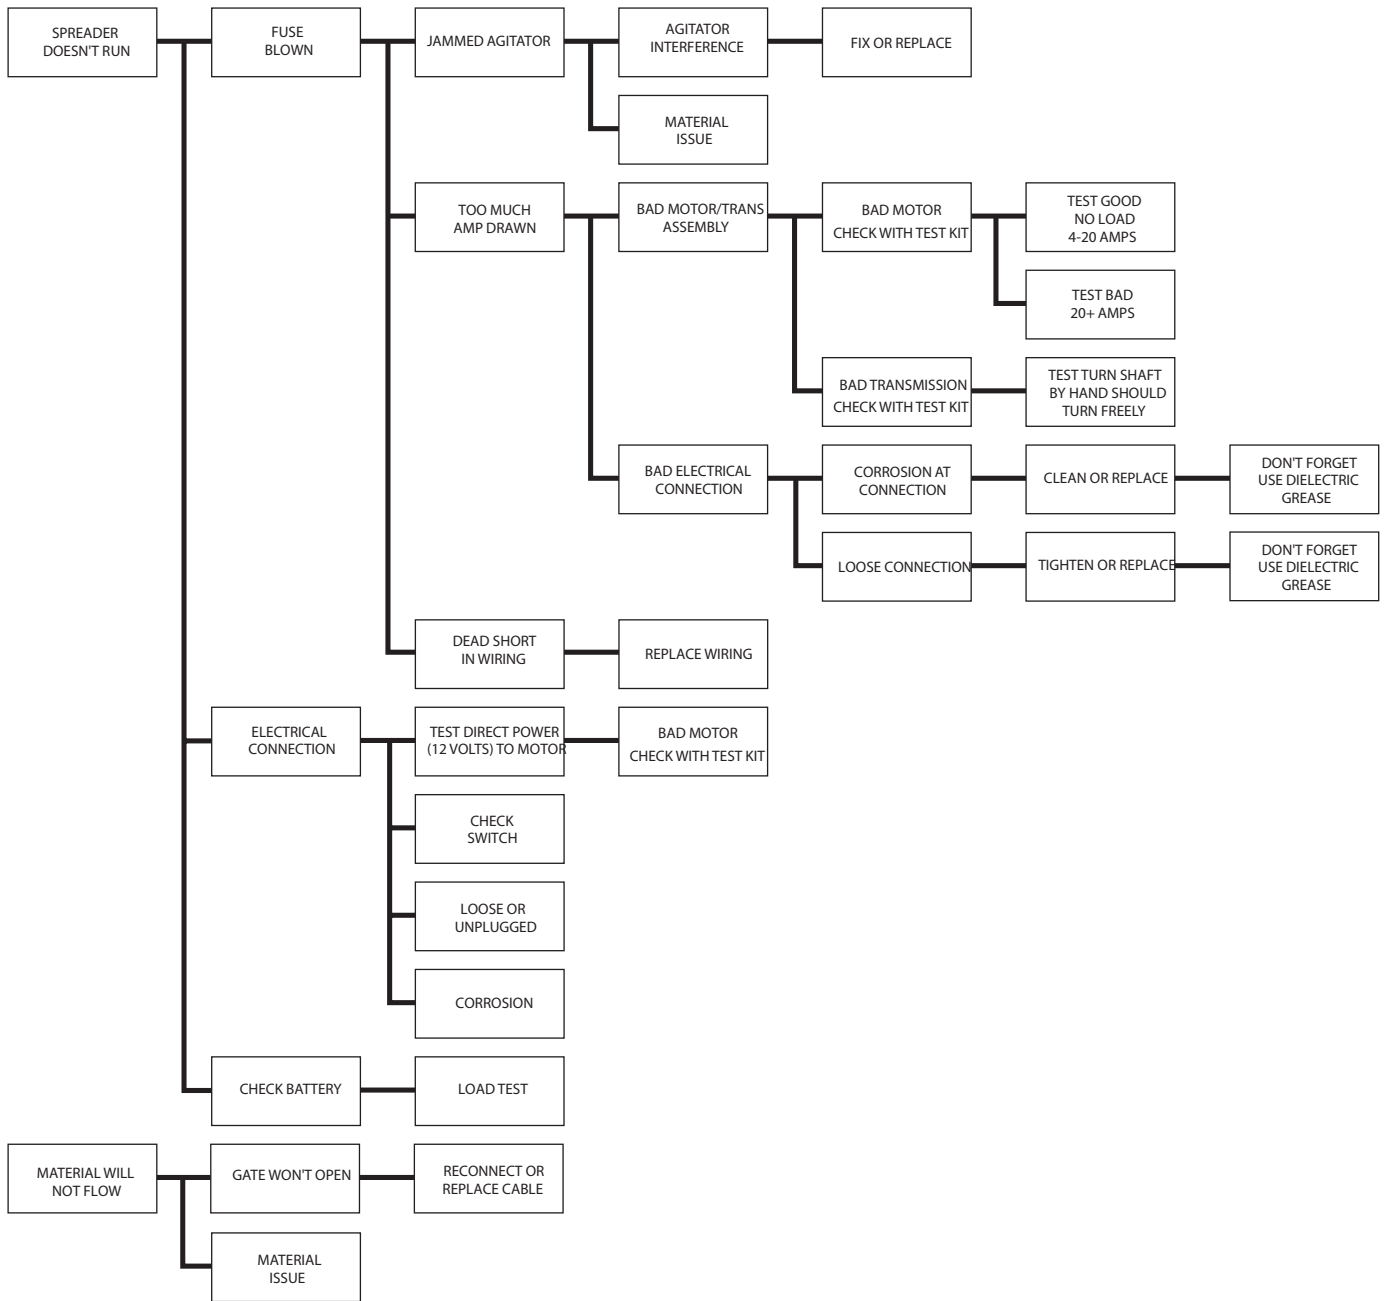 SPREADER
DOESN'T RUN
FUSE
BLOWN
JAMMED AGITATOR
AGITATOR
INTERFERENCE
FIX OR REPLACE
MATERIAL
ISSUE
TOO MUCH
AMP DRAWN
BAD MOTOR/TRANS
ASSEMBLY
BAD MOTOR
CHECK WITH TEST KIT
TEST GOOD
NO LOAD
4-20 AMPS
TEST BAD
20+ AMPS
BAD TRANSMISSION
CHECK WITH TEST KIT
TEST TURN SHAFT
BY HAND SHOULD
TURN FREELY
BAD ELECTRICAL
CONNECTION
CORROSION AT
CONNECTION
CLEAN OR REPLACE
DON'T FORGET
USE DIELECTRIC
GREASE
LOOSE CONNECTION
TIGHTEN OR REPLACE
DON'T FORGET
USE DIELECTRIC
GREASE
DEAD SHORT
IN WIRING
REPLACE WIRING
ELECTRICAL
CONNECTION
TEST DIRECT POWER
(12 VOLTS) TO MOTOR
BAD MOTOR
CHECK WITH TEST KIT
CHECK
SWITCH
LOOSE OR
UNPLUGGED
CORROSION
CHECK BATTERY
LOAD TEST
MATERIAL WILL
NOT FLOW
GATE WON'T OPEN
RECONNECT OR
REPLACE CABLE
MATERIAL
ISSUE